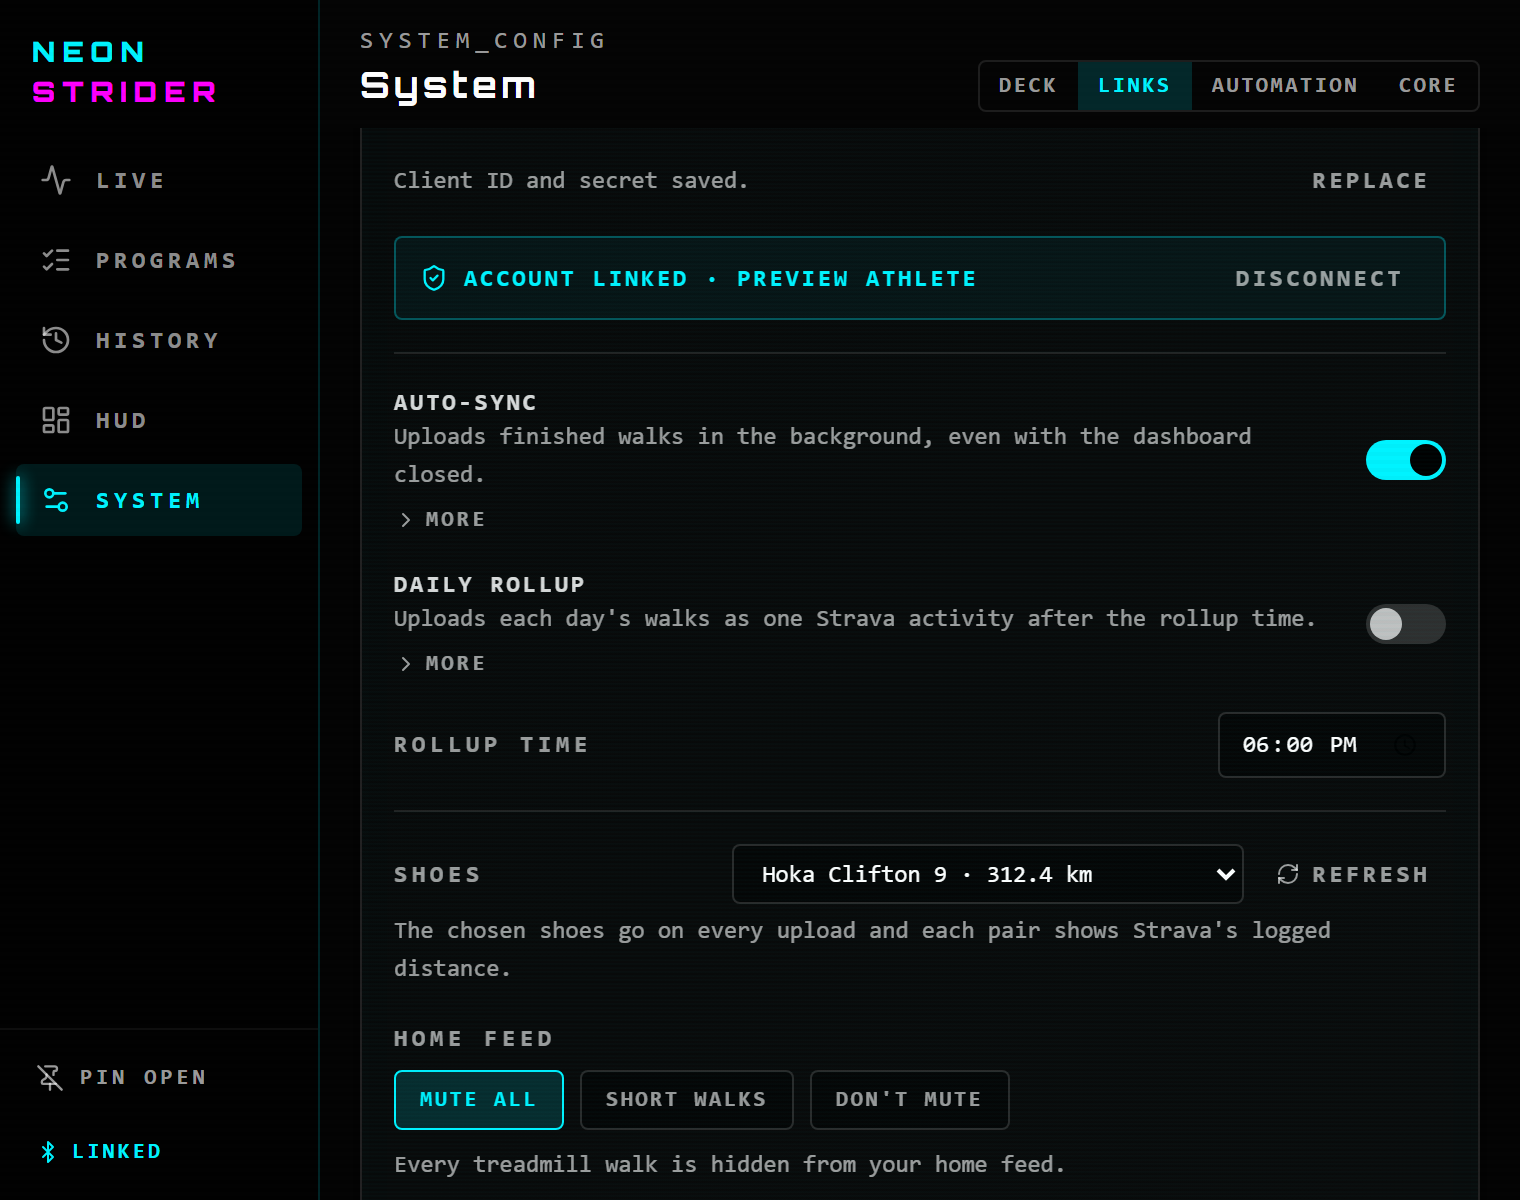 NEON
STRIDER
LIVE
PROGRAMS
HISTORY
HUD
SYSTEM
PIN OPEN
LINKED
SYSTEM_CONFIG
System
DECK
LINKS
AUTOMATION
CORE
Client ID and secret saved.
REPLACE
ACCOUNT LINKED · PREVIEW ATHLETE
DISCONNECT
AUTO-SYNC
Uploads finished walks in the background, even with the dashboard
closed.
MORE
DAILY ROLLUP
Uploads each day's walks as one Strava activity after the rollup time.
MORE
ROLLUP TIME
06:00 PM
SHOES
Hoka Clifton 9 · 312.4 km
REFRESH
The chosen shoes go on every upload and each pair shows Strava's logged
distance.
HOME FEED
MUTE ALL
SHORT WALKS
DON'T MUTE
Every treadmill walk is hidden from your home feed.